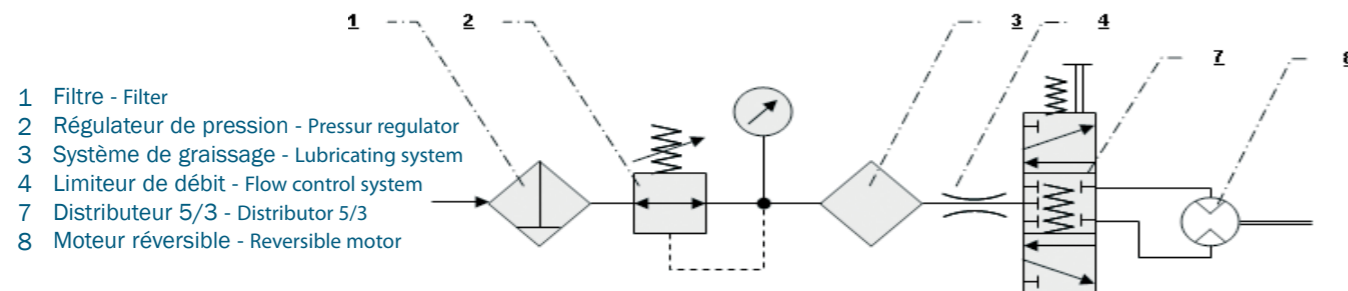 1 2 3 4
7 8
1 Filtre - Filter
2 Régulateur de pression - Pressur regulator
3 Système de graissage - Lubricating system
4 Limiteur de débit - Flow control system
7 Distributeur 5/3 - Distributor 5/3
8 Moteur réversible - Reversible motor